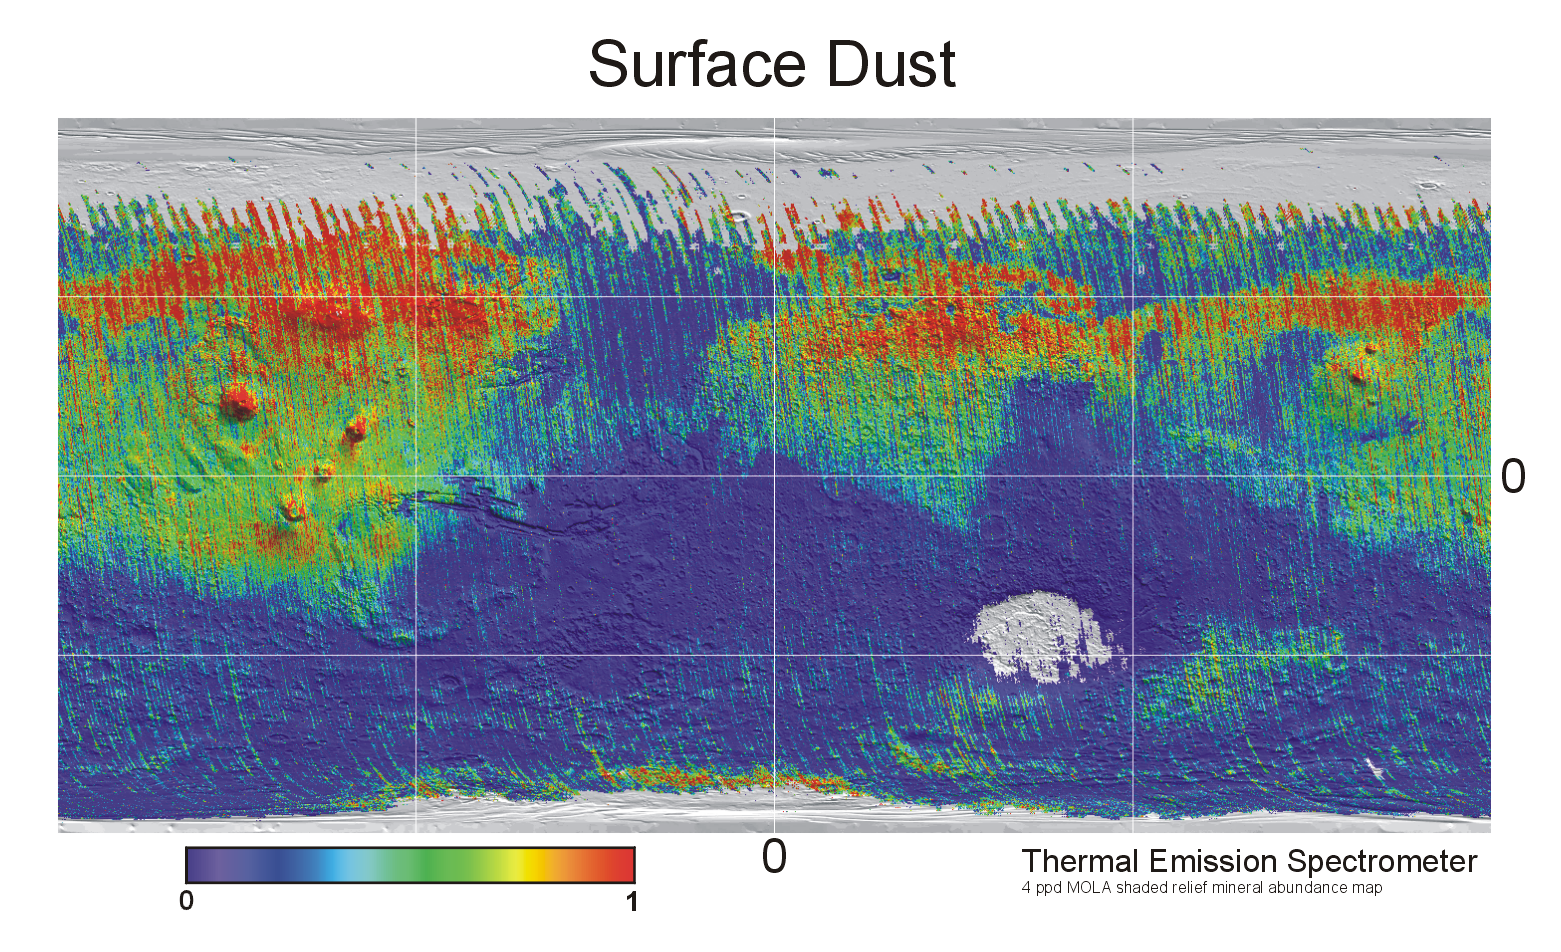 Surface Dust
0
0
0
1
Thermal Emission Spectrometer
4 ppd MOLA shaded relief mineral abundance map